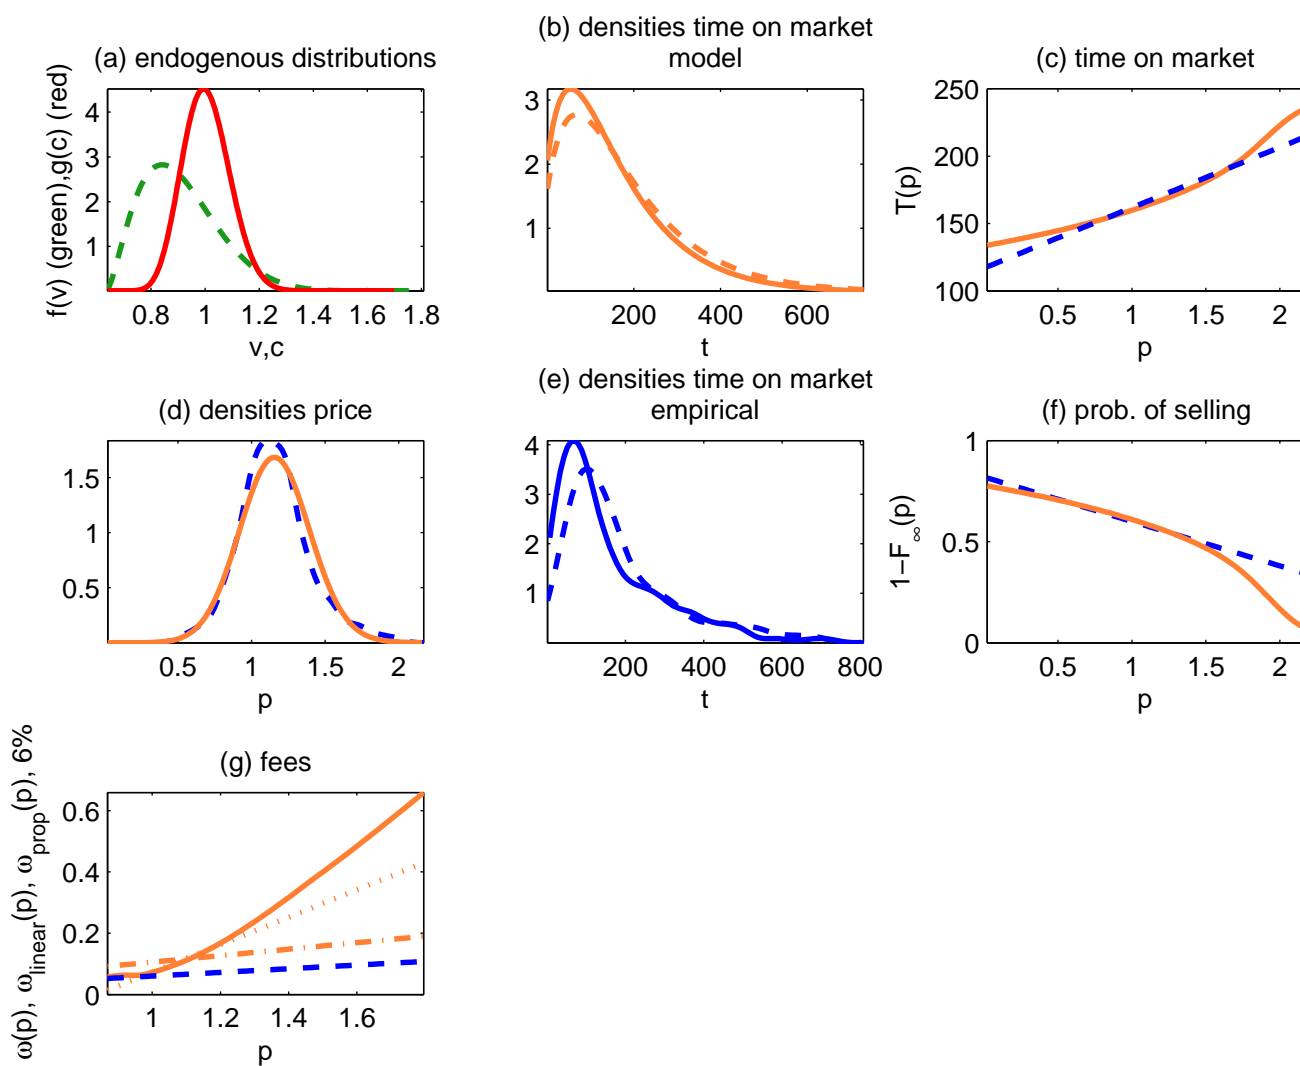 (a) endogenous distributions
f(v) (green),g(c) (red)
4
3
2
1
0.8
1
1.2
1.4
1.6
1.8
v,c
(b) densities time on market
model
3
2
1
200
400
600
t
(c) time on market
T(p)
250
200
150
100
0.5
1
1.5
2
p
(d) densities price
1.5
1
0.5
0.5
1
1.5
2
p
(e) densities time on market
empirical
4
3
2
1
200
400
600
800
t
(f) prob. of selling
1−F∞(p)
1
0.5
0
0.5
1
1.5
2
p
(g) fees
ω(p), ωlinear(p), ωprop(p), 6%
0.6
0.4
0.2
0
1
1.2
1.4
1.6
p